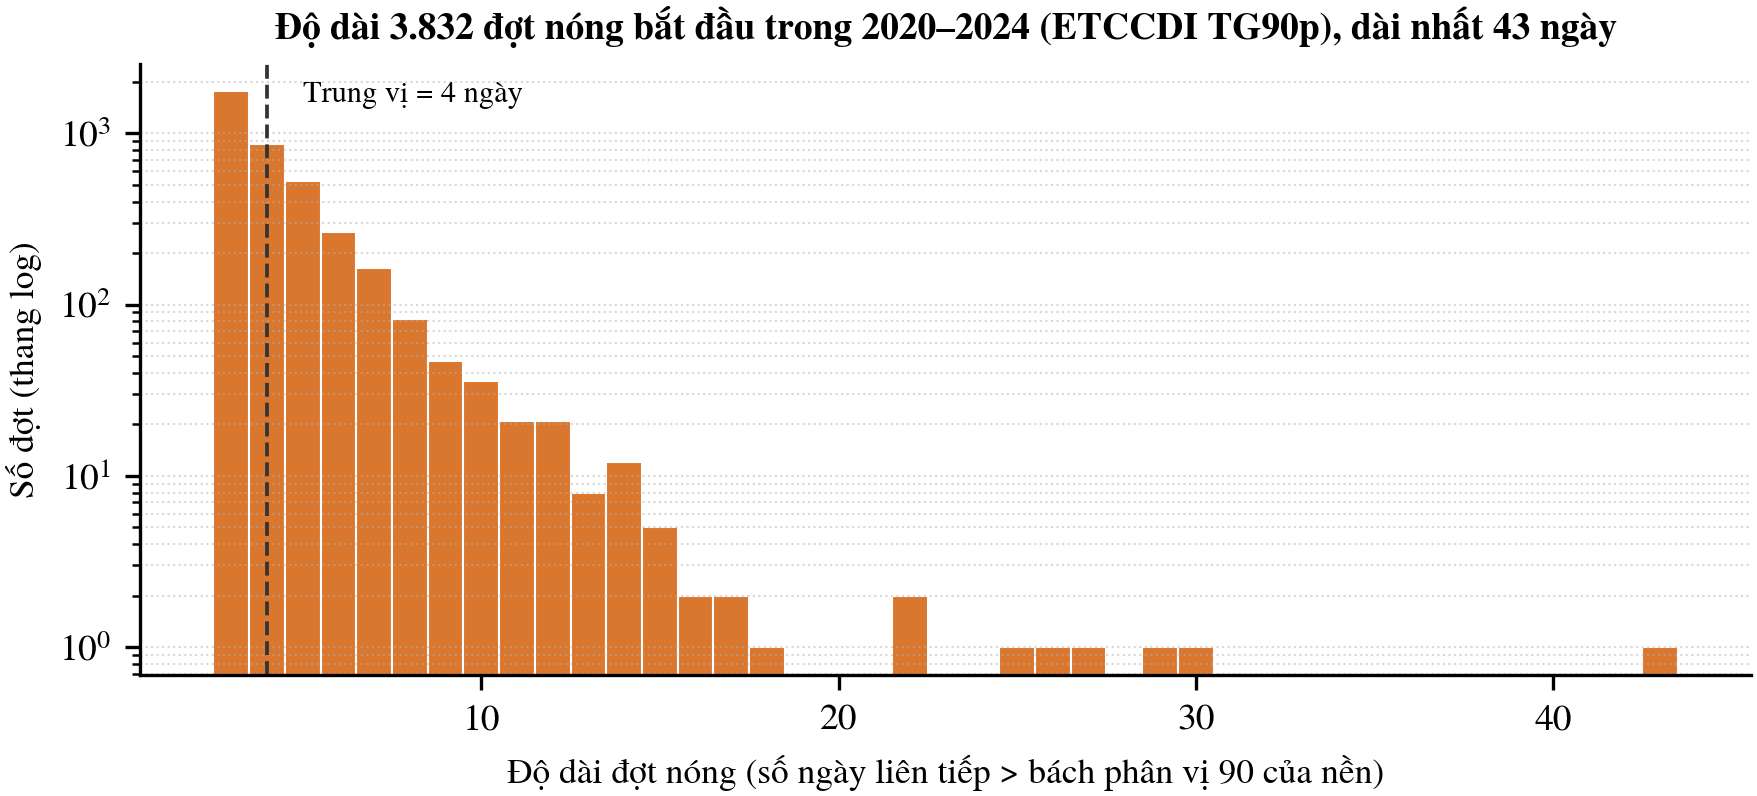 Độ dài 3.832 đợt nóng bắt đầu trong 2020–2024 (ETCCDI TG90p), dài nhất 43 ngày
Trung vị = 4 ngày
Số đợt (thang log)
10³
10²
10¹
10⁰
10 20 30 40
Độ dài đợt nóng (số ngày liên tiếp > bách phân vị 90 của nền)